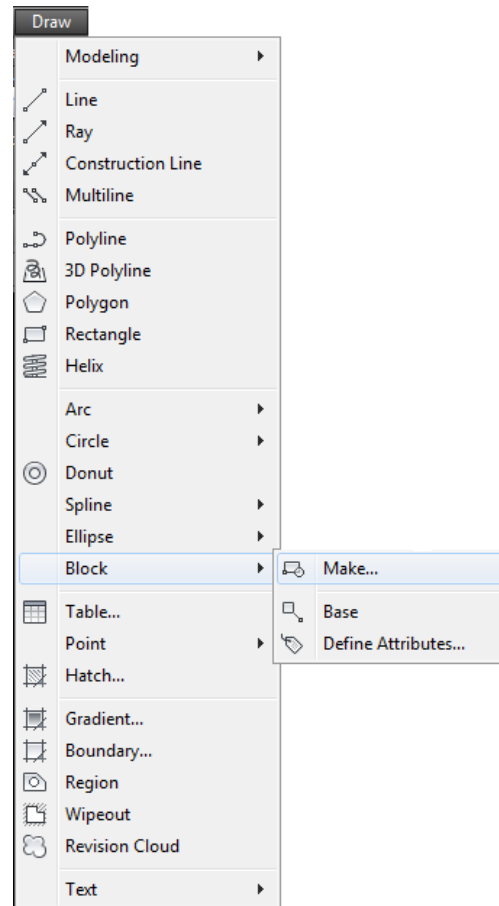 Draw
Modeling
Line
Ray
Construction Line
Multiline
Polyline
3D Polyline
Polygon
Rectangle
Helix
Arc
Circle
Donut
Spline
Ellipse
Block
Make...
Table...
Base
Point
Define Attributes...
Hatch...
Gradient...
Boundary...
Region
Wipeout
Revision Cloud
Text